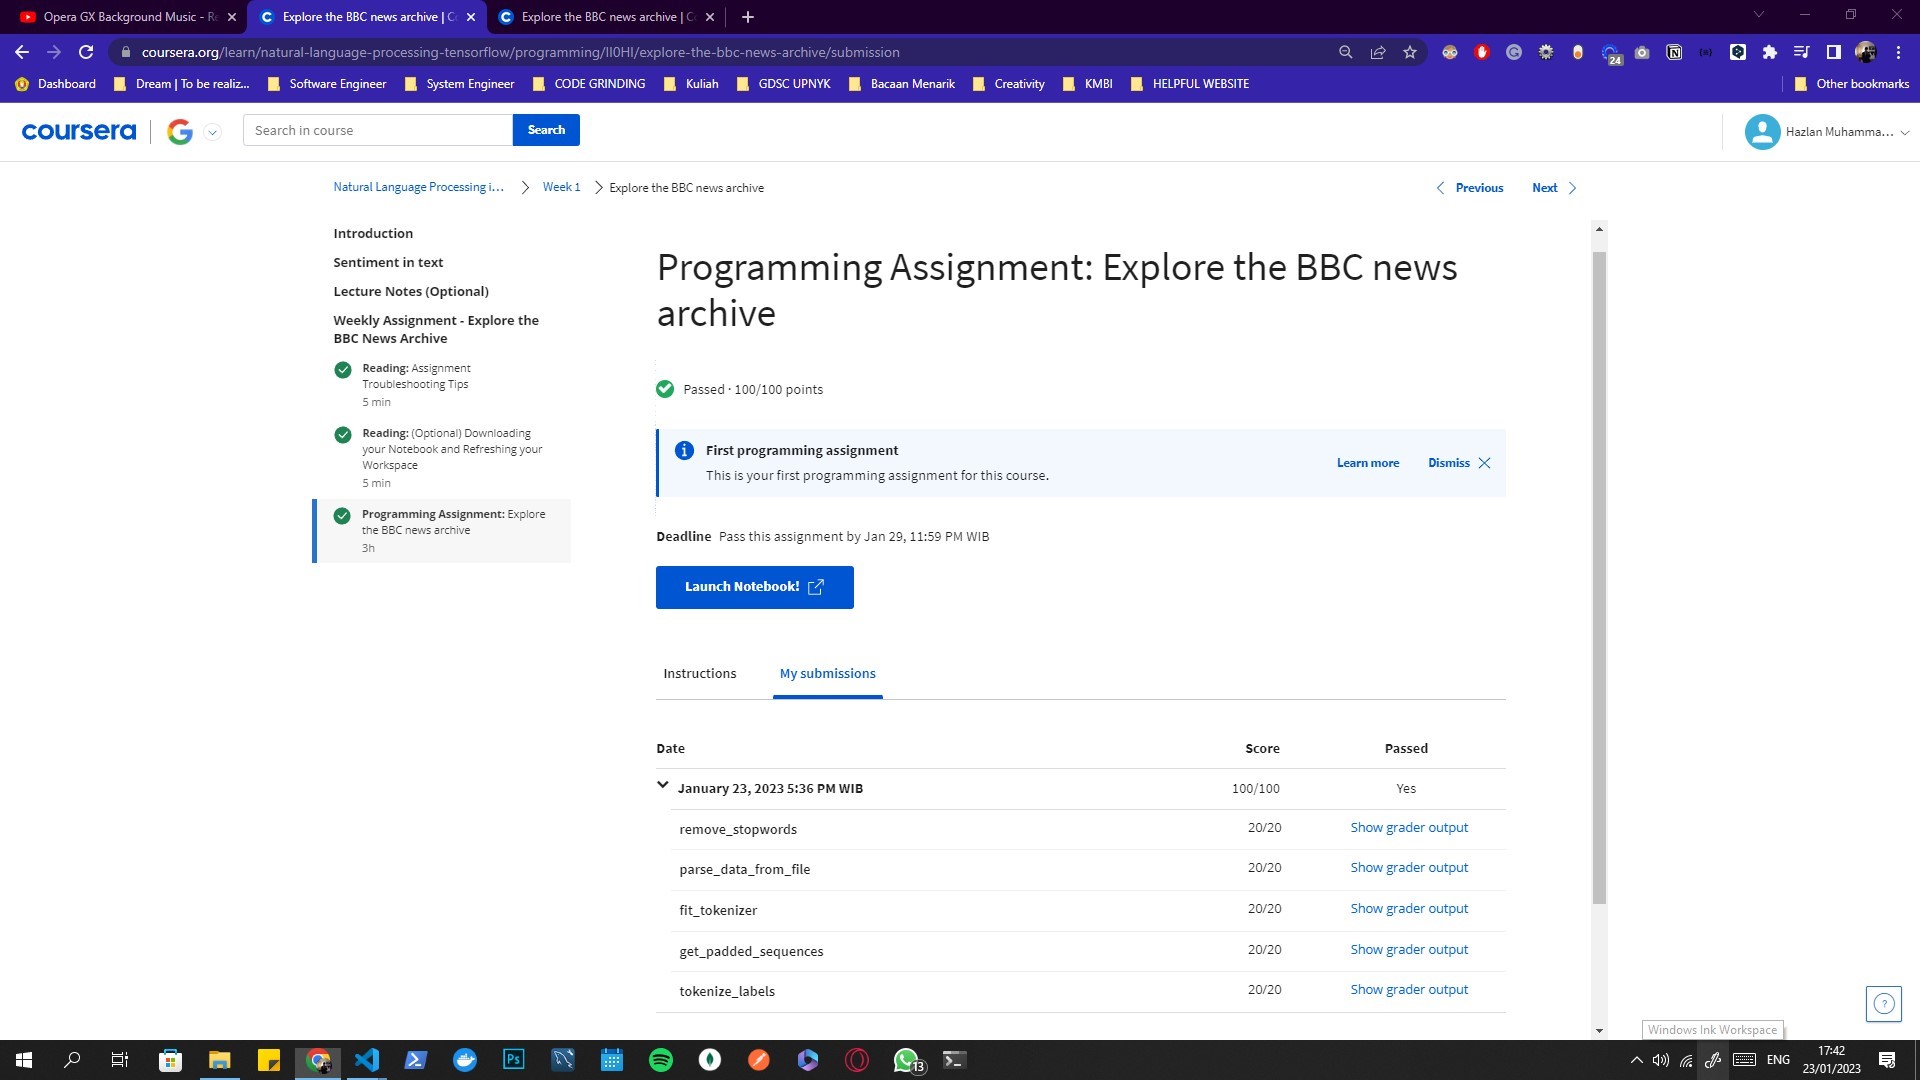 Opera GX Background Music - Re
Explore the BBC news archive | Co
Explore the BBC news archive | Co
coursera.org/learn/natural-language-processing-tensorflow/programming/lI0HI/explore-the-bbc-news-archive/submission
24
Dashboard
Dream | To be realiz...
Software Engineer
System Engineer
CODE GRINDING
Kuliah
GDSC UPNYK
Bacaan Menarik
Creativity
KMBI
HELPFUL WEBSITE
Other bookmarks
coursera
Search in course
Search
Hazlan Muhamma...
Natural Language Processing i...
Week 1
Explore the BBC news archive
Previous
Next
Introduction
Sentiment in text
Lecture Notes (Optional)
Weekly Assignment - Explore the
BBC News Archive
Reading: Assignment
Troubleshooting Tips
5 min
Reading: (Optional) Downloading
your Notebook and Refreshing your
Workspace
5 min
Programming Assignment: Explore
the BBC news archive
3h
Programming Assignment: Explore the BBC news
archive
Passed · 100/100 points
First programming assignment
This is your first programming assignment for this course.
Learn more
Dismiss
Deadline Pass this assignment by Jan 29, 11:59 PM WIB
Launch Notebook!
Instructions
My submissions
Date Score Passed
January 23, 2023 5:36 PM WIB 100/100 Yes
remove_stopwords 20/20 Show grader output
parse_data_from_file 20/20 Show grader output
fit_tokenizer 20/20 Show grader output
get_padded_sequences 20/20 Show grader output
tokenize_labels 20/20 Show grader output
?
Windows Ink Workspace
Ps
13
ENG
17:42
23/01/2023